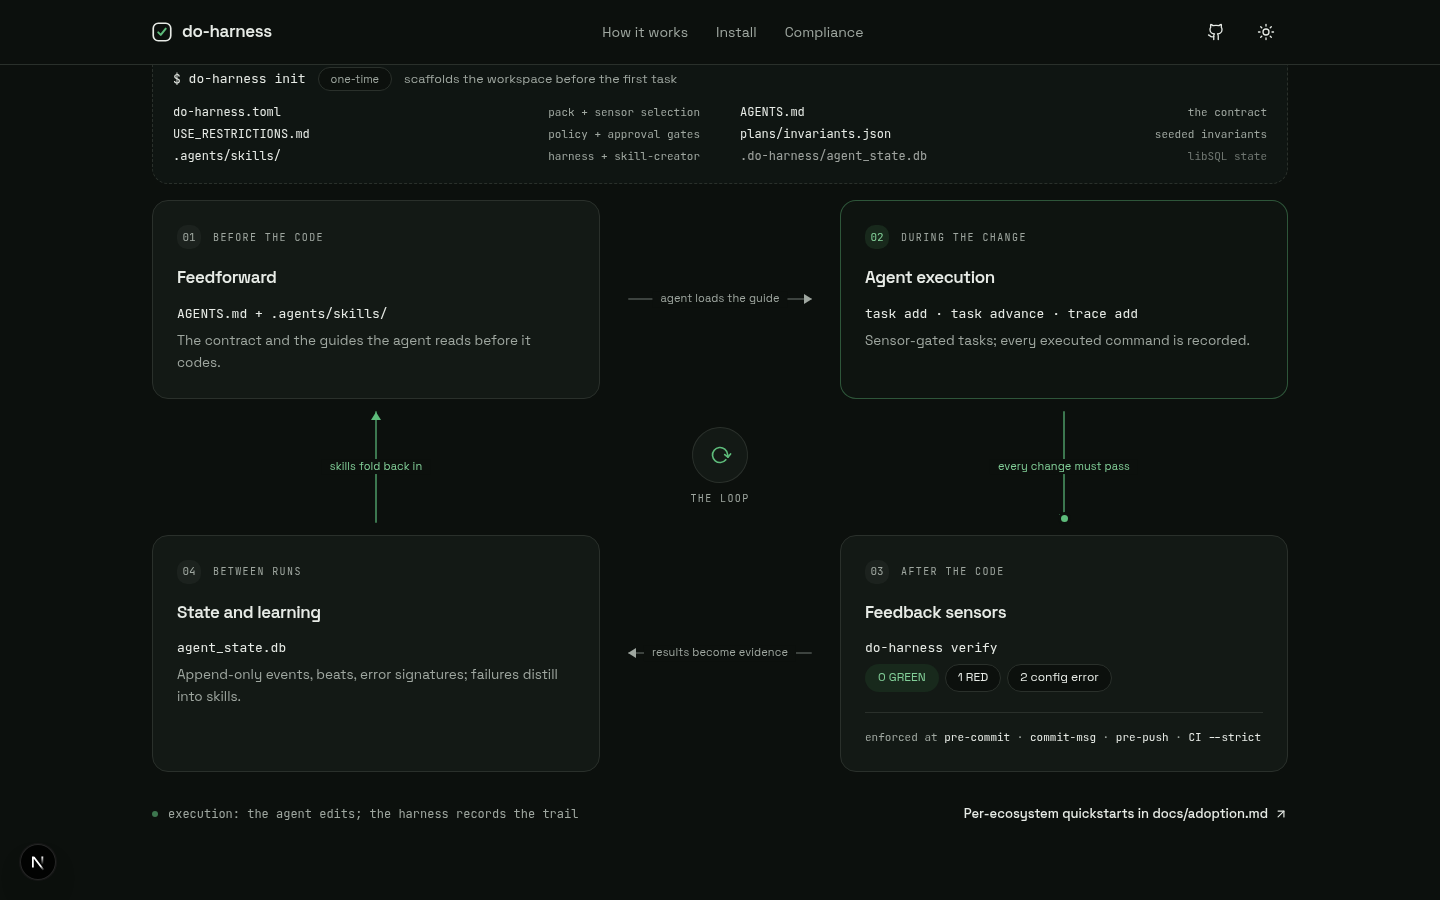 do-harness
How it works Install Compliance
$ do-harness init one-time scaffolds the workspace before the first task
do-harness.toml pack + sensor selection AGENTS.md the contract
USE_RESTRICTIONS.md policy + approval gates plans/invariants.json seeded invariants
.agents/skills/ harness + skill-creator .do-harness/agent_state.db libSQL state
01 BEFORE THE CODE
Feedforward
AGENTS.md + .agents/skills/
The contract and the guides the agent reads before it
codes.
agent loads the guide
02 DURING THE CHANGE
Agent execution
task add · task advance · trace add
Sensor-gated tasks; every executed command is recorded.
skills fold back in
THE LOOP
every change must pass
04 BETWEEN RUNS
State and learning
agent_state.db
Append-only events, beats, error signatures; failures distill
into skills.
results become evidence
03 AFTER THE CODE
Feedback sensors
do-harness verify
0 GREEN 1 RED 2 config error
enforced at pre-commit · commit-msg · pre-push · CI --strict
execution: the agent edits; the harness records the trail
Per-ecosystem quickstarts in docs/adoption.md
N